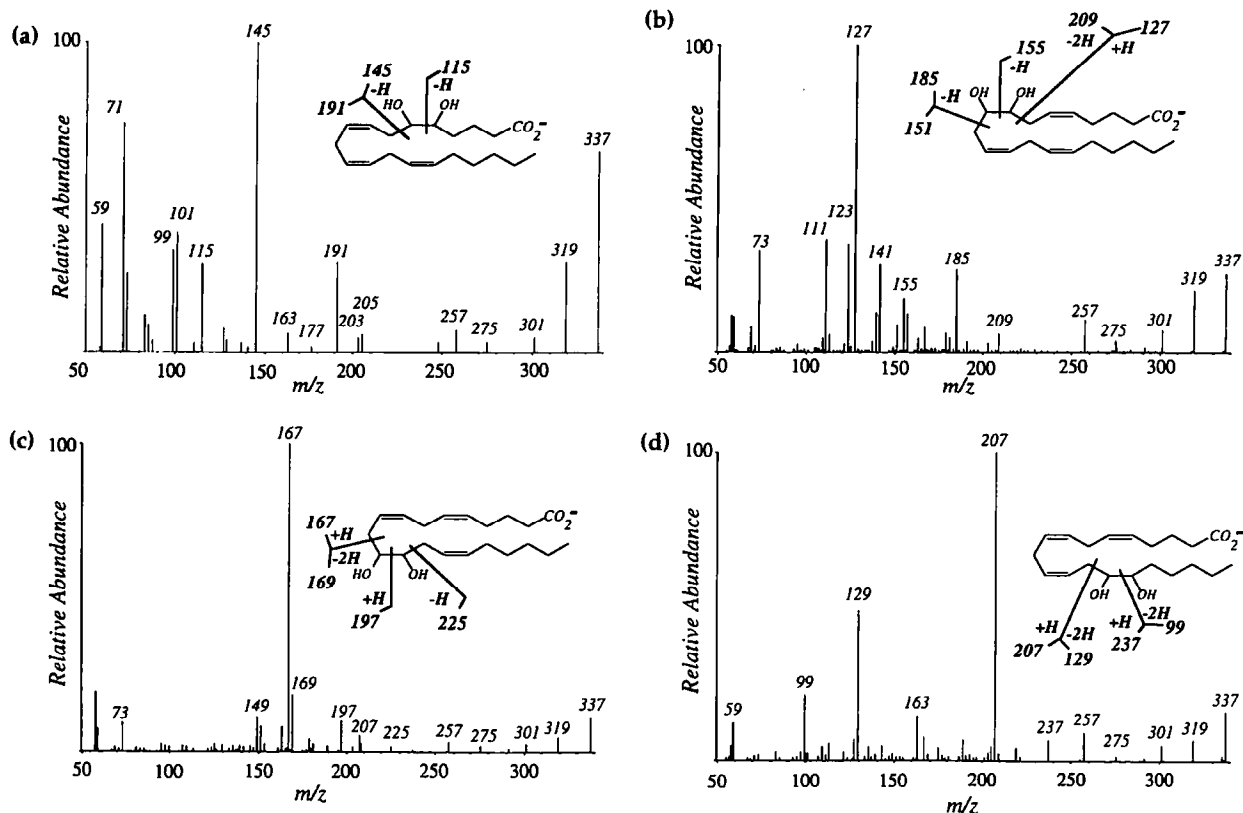 (a)
100
Relative Abundance
59
71
99
101
115
145
163
177
191
203
205
257
275
301
319
337
145
-H
191
115
-H
HO
OH
CO2−
50
100
150
200
250
300
m/z
(b)
100
Relative Abundance
73
111
123
127
141
155
185
209
257
275
301
319
337
185
-H
151
155
-H
209
-2H
127
+H
OH
OH
CO2−
50
100
150
200
250
300
m/z
(c)
100
Relative Abundance
73
149
167
169
197
207
225
257
275
301
319
337
167
+H
-2H
169
HO
OH
+H
197
-H
225
CO2−
50
100
150
200
250
300
m/z
(d)
100
Relative Abundance
59
99
129
163
207
237
257
275
301
319
337
CO2−
OH
OH
+H
-2H
207
129
+H
-2H
237
99
50
100
150
200
250
300
m/z